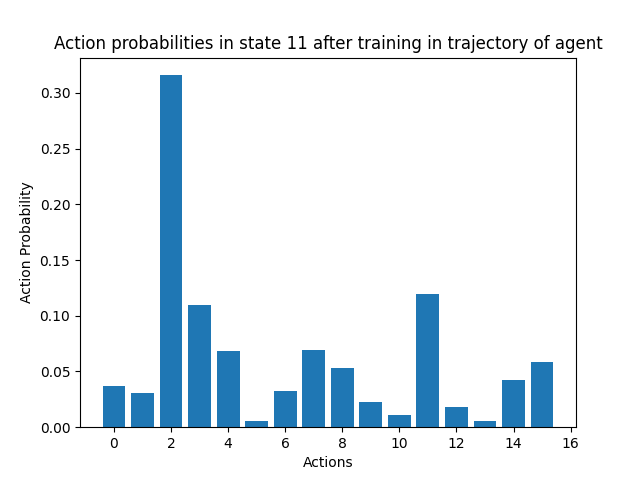 Action probabilities in state 11 after training in trajectory of agent
0.30
0.25
0.20
0.15
0.10
0.05
0.00
Action Probability
0 2 4 6 8 10 12 14 16
Actions